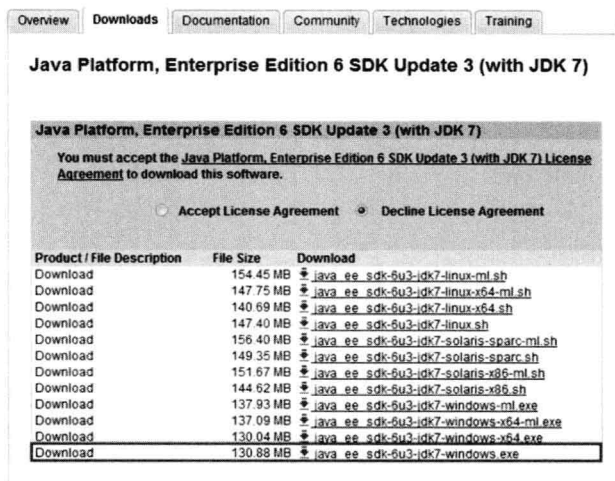 Overview Downloads Documentation Community Technologies Training
Java Platform, Enterprise Edition 6 SDK Update 3 (with JDK 7)
Java Platform, Enterprise Edition 6 SDK Update 3 (with JDK 7)
You must accept the Java Platform, Enterprise Edition 6 SDK Update 3 (with JDK 7) License
Agreement to download this software.
Accept License Agreement Decline License Agreement
Product / File Description File Size Download
Download 154.45 MB java_ee_sdk-6u3-jdk7-linux-ml.sh
Download 147.75 MB java_ee_sdk-6u3-jdk7-linux-x64-ml.sh
Download 140.69 MB java_ee_sdk-6u3-jdk7-linux-x64.sh
Download 147.40 MB java_ee_sdk-6u3-jdk7-linux.sh
Download 156.40 MB java_ee_sdk-6u3-jdk7-solaris-sparc-ml.sh
Download 149.35 MB java_ee_sdk-6u3-jdk7-solaris-sparc.sh
Download 151.67 MB java_ee_sdk-6u3-jdk7-solaris-x86-ml.sh
Download 144.62 MB java_ee_sdk-6u3-jdk7-solaris-x86.sh
Download 137.93 MB java_ee_sdk-6u3-jdk7-windows-ml.exe
Download 137.09 MB java_ee_sdk-6u3-jdk7-windows-x64-ml.exe
Download 130.04 MB java_ee_sdk-6u3-jdk7-windows-x64.exe
Download 130.88 MB java_ee_sdk-6u3-jdk7-windows.exe